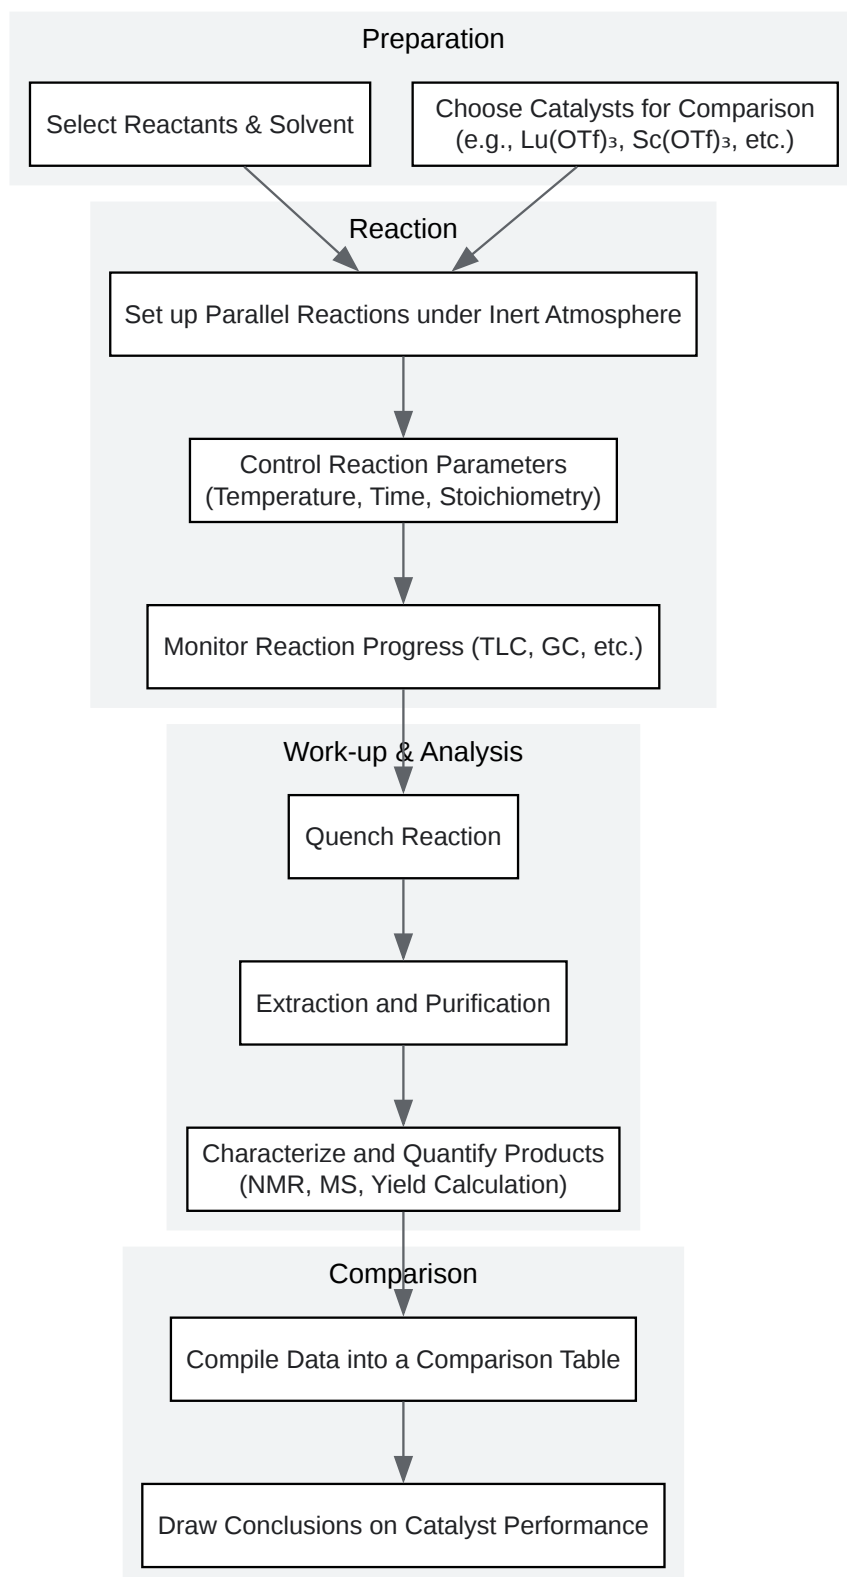 Preparation
Select Reactants & Solvent
Choose Catalysts for Comparison
(e.g., Lu(OTf)₃, Sc(OTf)₃, etc.)
Reaction
Set up Parallel Reactions under Inert Atmosphere
Control Reaction Parameters
(Temperature, Time, Stoichiometry)
Monitor Reaction Progress (TLC, GC, etc.)
Work-up & Analysis
Quench Reaction
Extraction and Purification
Characterize and Quantify Products
(NMR, MS, Yield Calculation)
Comparison
Compile Data into a Comparison Table
Draw Conclusions on Catalyst Performance